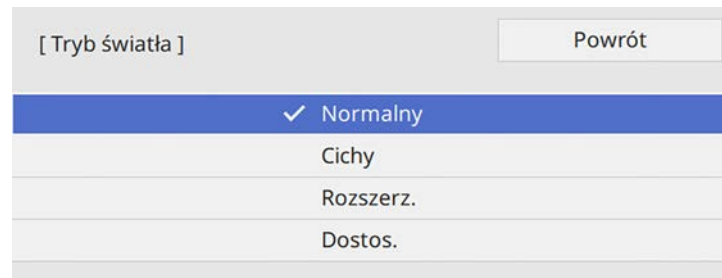 [ Tryb światła ]
Powrót
Normalny
Cichy
Rozszerz.
Dostos.